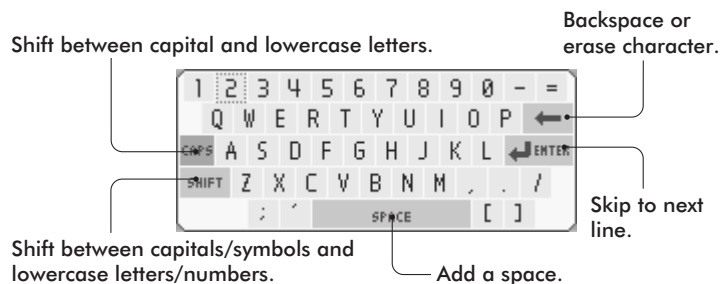 Backspace or
erase character.
Shift between capital and lowercase letters.
1 2 3 4 5 6 7 8 9 0 - =
Q W E R T Y U I O P
CAPS A S D F G H J K L ENTER
SHIFT Z X C V B N M , . /
; ´ SPACE [ ]
Skip to next
line.
Shift between capitals/symbols and
lowercase letters/numbers.
Add a space.